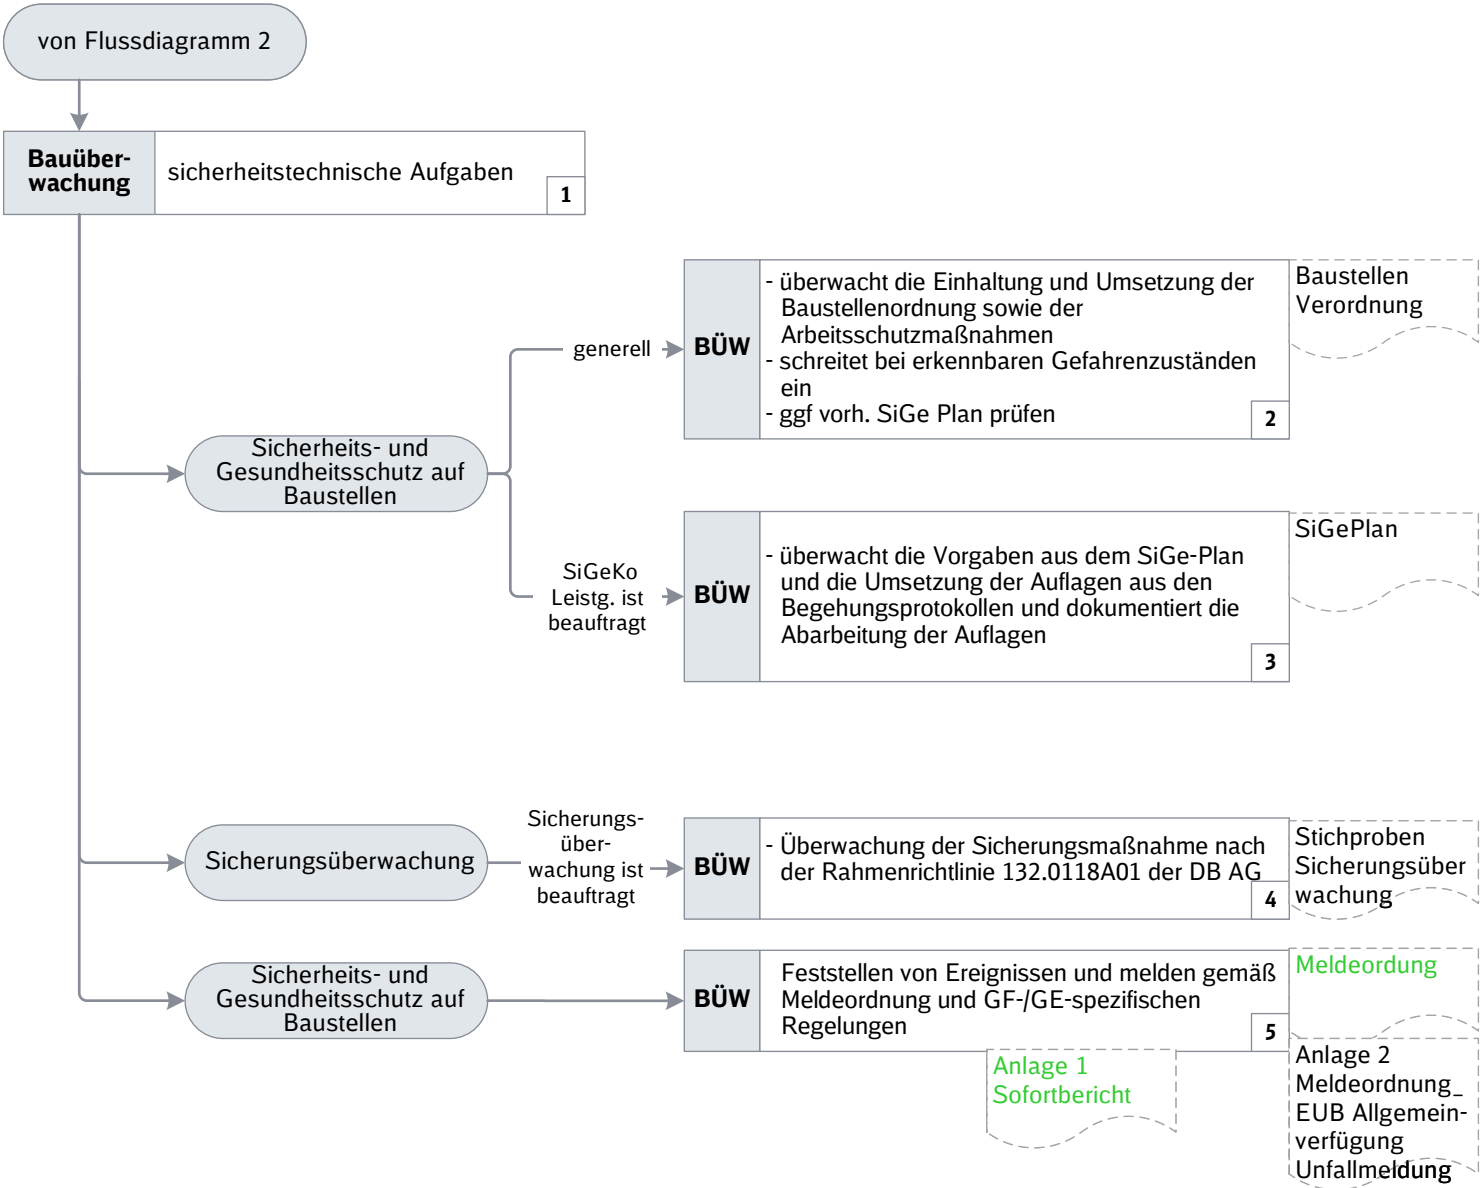 von Flussdiagramm 2
Bauüber-
wachung
sicherheitstechnische Aufgaben
1
Sicherheits- und
Gesundheitsschutz auf
Baustellen
generell
BÜW
- überwacht die Einhaltung und Umsetzung der
Baustellenordnung sowie der
Arbeitsschutzmaßnahmen
- schreitet bei erkennbaren Gefahrenzuständen
ein
- ggf vorh. SiGe Plan prüfen
2
Baustellen
Verordnung
SiGeKo
Leistg. ist
beauftragt
BÜW
- überwacht die Vorgaben aus dem SiGe-Plan
und die Umsetzung der Auflagen aus den
Begehungsprotokollen und dokumentiert die
Abarbeitung der Auflagen
3
SiGePlan
Sicherungsüberwachung
Sicherungs-
über-
wachung ist
beauftragt
BÜW
- Überwachung der Sicherungsmaßnahme nach
der Rahmenrichtlinie 132.0118A01 der DB AG
4
Stichproben
Sicherungsüber
wachung
Sicherheits- und
Gesundheitsschutz auf
Baustellen
BÜW
Feststellen von Ereignissen und melden gemäß
Meldeordnung und GF-/GE-spezifischen
Regelungen
5
Meldeordung
Anlage 1
Sofortbericht
Anlage 2
Meldeordnung_
EUB Allgemein-
verfügung
Unfallmeldung